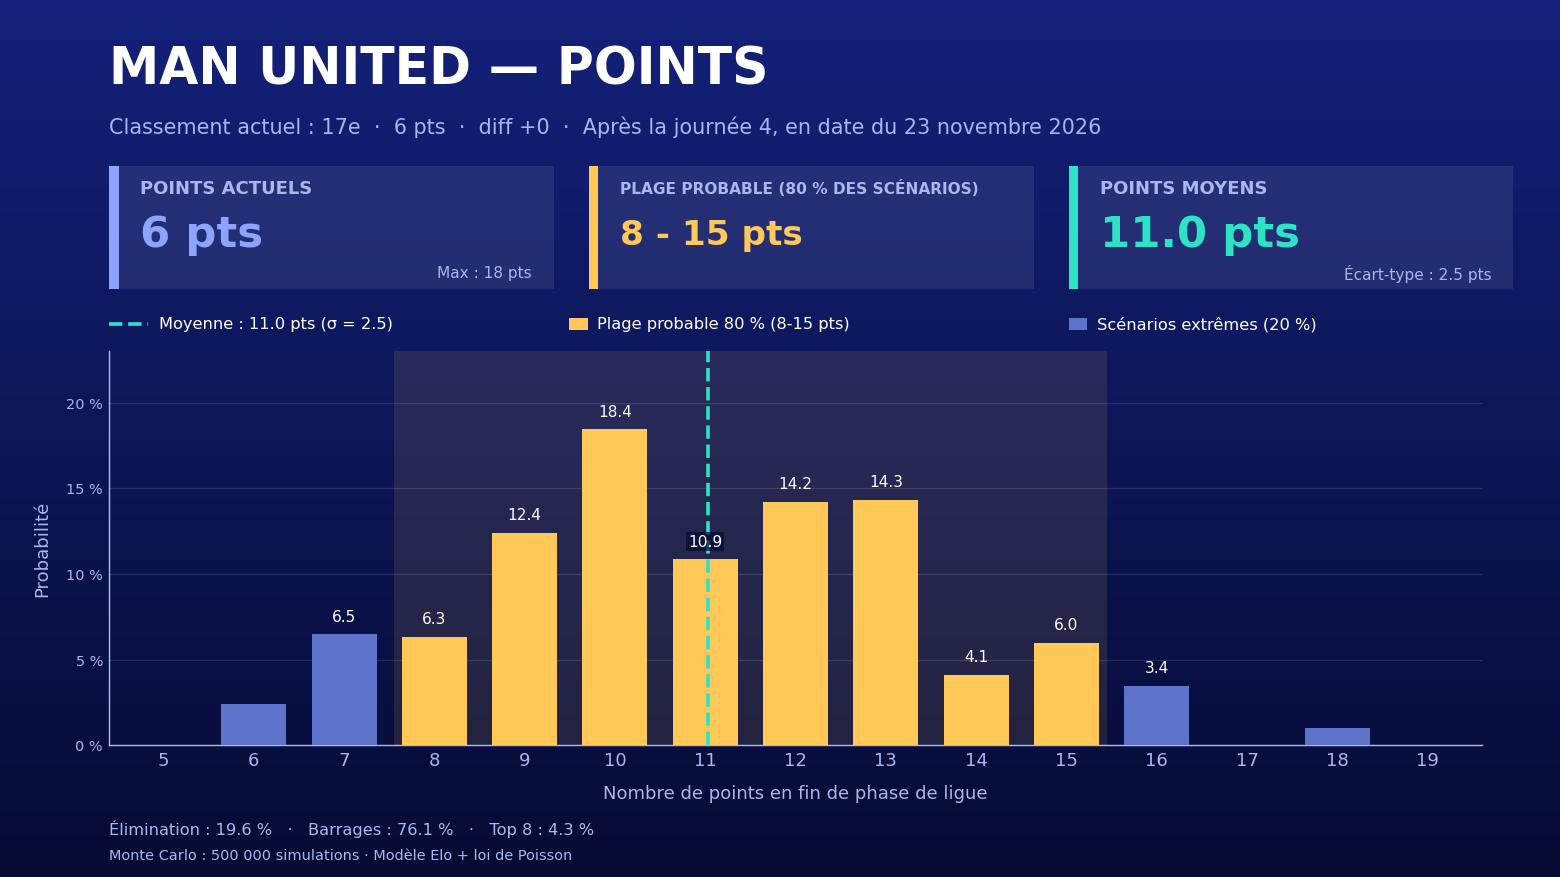 MAN UNITED — POINTS
Classement actuel : 17e · 6 pts · diff +0 · Après la journée 4, en date du 23 novembre 2026
POINTS ACTUELS
6 pts
Max : 18 pts
PLAGE PROBABLE (80 % DES SCÉNARIOS)
8 - 15 pts
POINTS MOYENS
11.0 pts
Écart-type : 2.5 pts
Moyenne : 11.0 pts (σ = 2.5)
Plage probable 80 % (8-15 pts)
Scénarios extrêmes (20 %)
Probabilité
20 %
15 %
10 %
5 %
0 %
6.5
6.3
12.4
18.4
10.9
14.2
14.3
4.1
6.0
3.4
5 6 7 8 9 10 11 12 13 14 15 16 17 18 19
Nombre de points en fin de phase de ligue
Élimination : 19.6 % · Barrages : 76.1 % · Top 8 : 4.3 %
Monte Carlo : 500 000 simulations · Modèle Elo + loi de Poisson